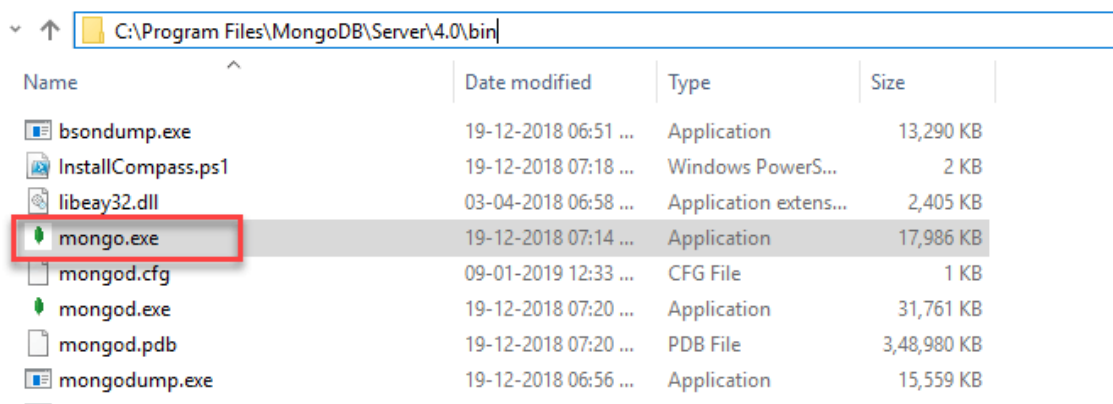 C:\Program Files\MongoDB\Server\4.0\bin
Name Date modified Type Size
bsondump.exe 19-12-2018 06:51 ... Application 13,290 KB
InstallCompass.ps1 19-12-2018 07:18 ... Windows PowerS... 2 KB
libeay32.dll 03-04-2018 06:58 ... Application extens... 2,405 KB
mongo.exe 19-12-2018 07:14 ... Application 17,986 KB
mongod.cfg 09-01-2019 12:33 ... CFG File 1 KB
mongod.exe 19-12-2018 07:20 ... Application 31,761 KB
mongod.pdb 19-12-2018 07:20 ... PDB File 3,48,980 KB
mongodump.exe 19-12-2018 06:56 ... Application 15,559 KB